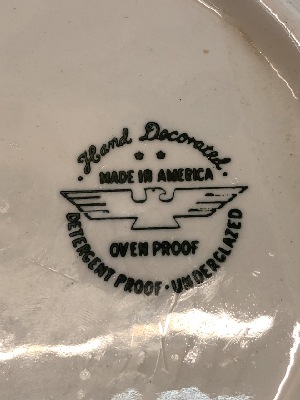 · Hand Decorated ·
MADE IN AMERICA
OVEN PROOF
DETERGENT PROOF · UNDERGLAZED